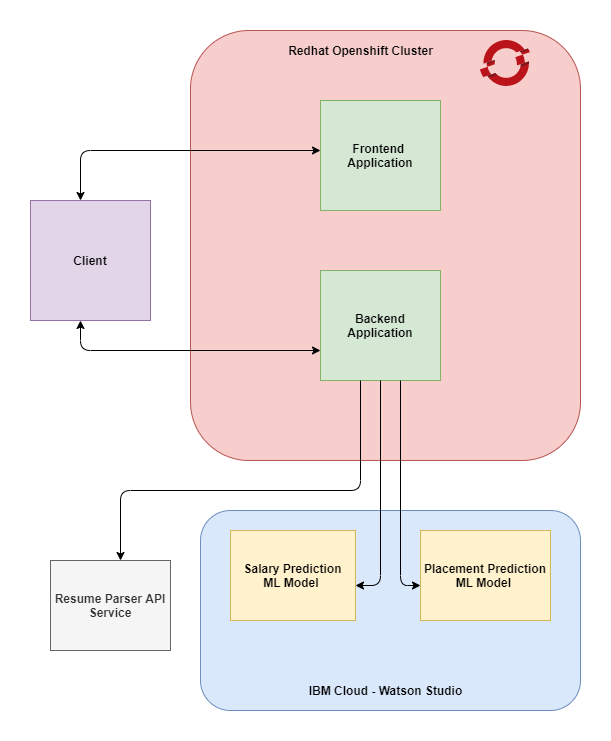 Redhat Openshift Cluster
Frontend
Application
Client
Backend
Application
Salary Prediction
ML Model
Placement Prediction
ML Model
Resume Parser API
Service
IBM Cloud - Watson Studio